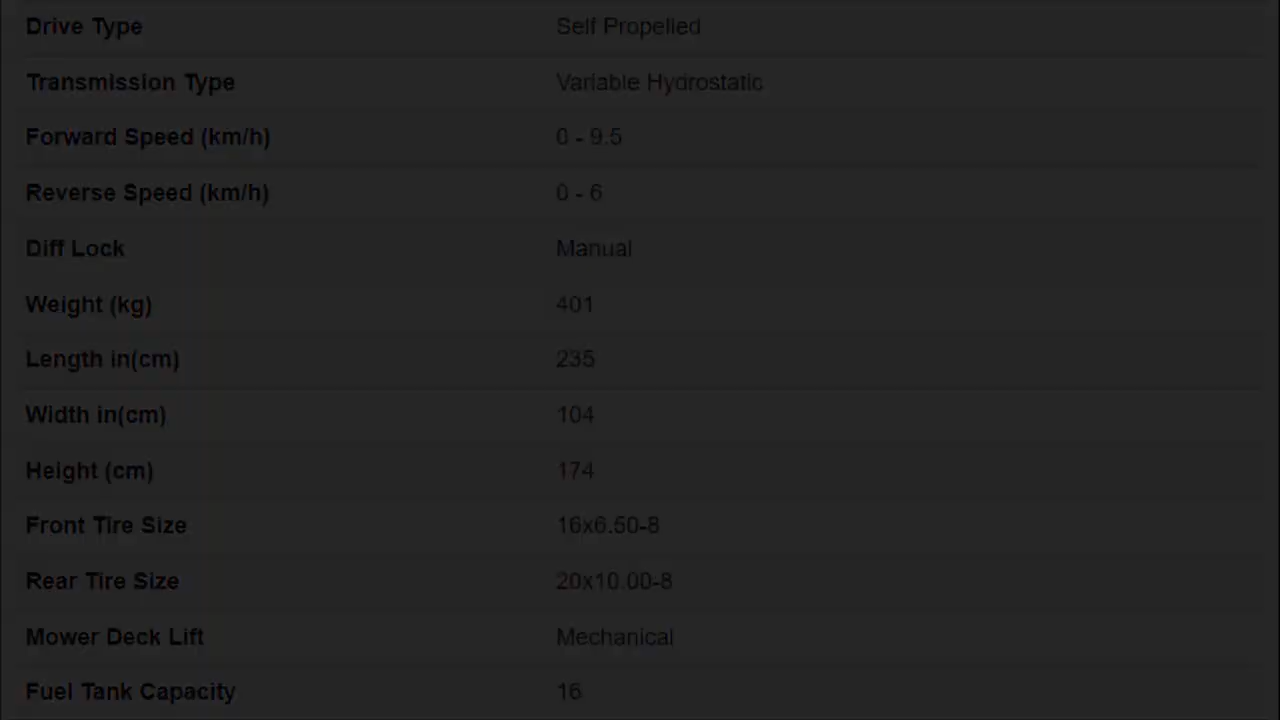 Drive Type Self Propelled
Transmission Type Variable Hydrostatic
Forward Speed (km/h) 0 - 9.5
Reverse Speed (km/h) 0 - 6
Diff Lock Manual
Weight (kg) 401
Length in(cm) 235
Width in(cm) 104
Height (cm) 174
Front Tire Size 16x6.50-8
Rear Tire Size 20x10.00-8
Mower Deck Lift Mechanical
Fuel Tank Capacity 16